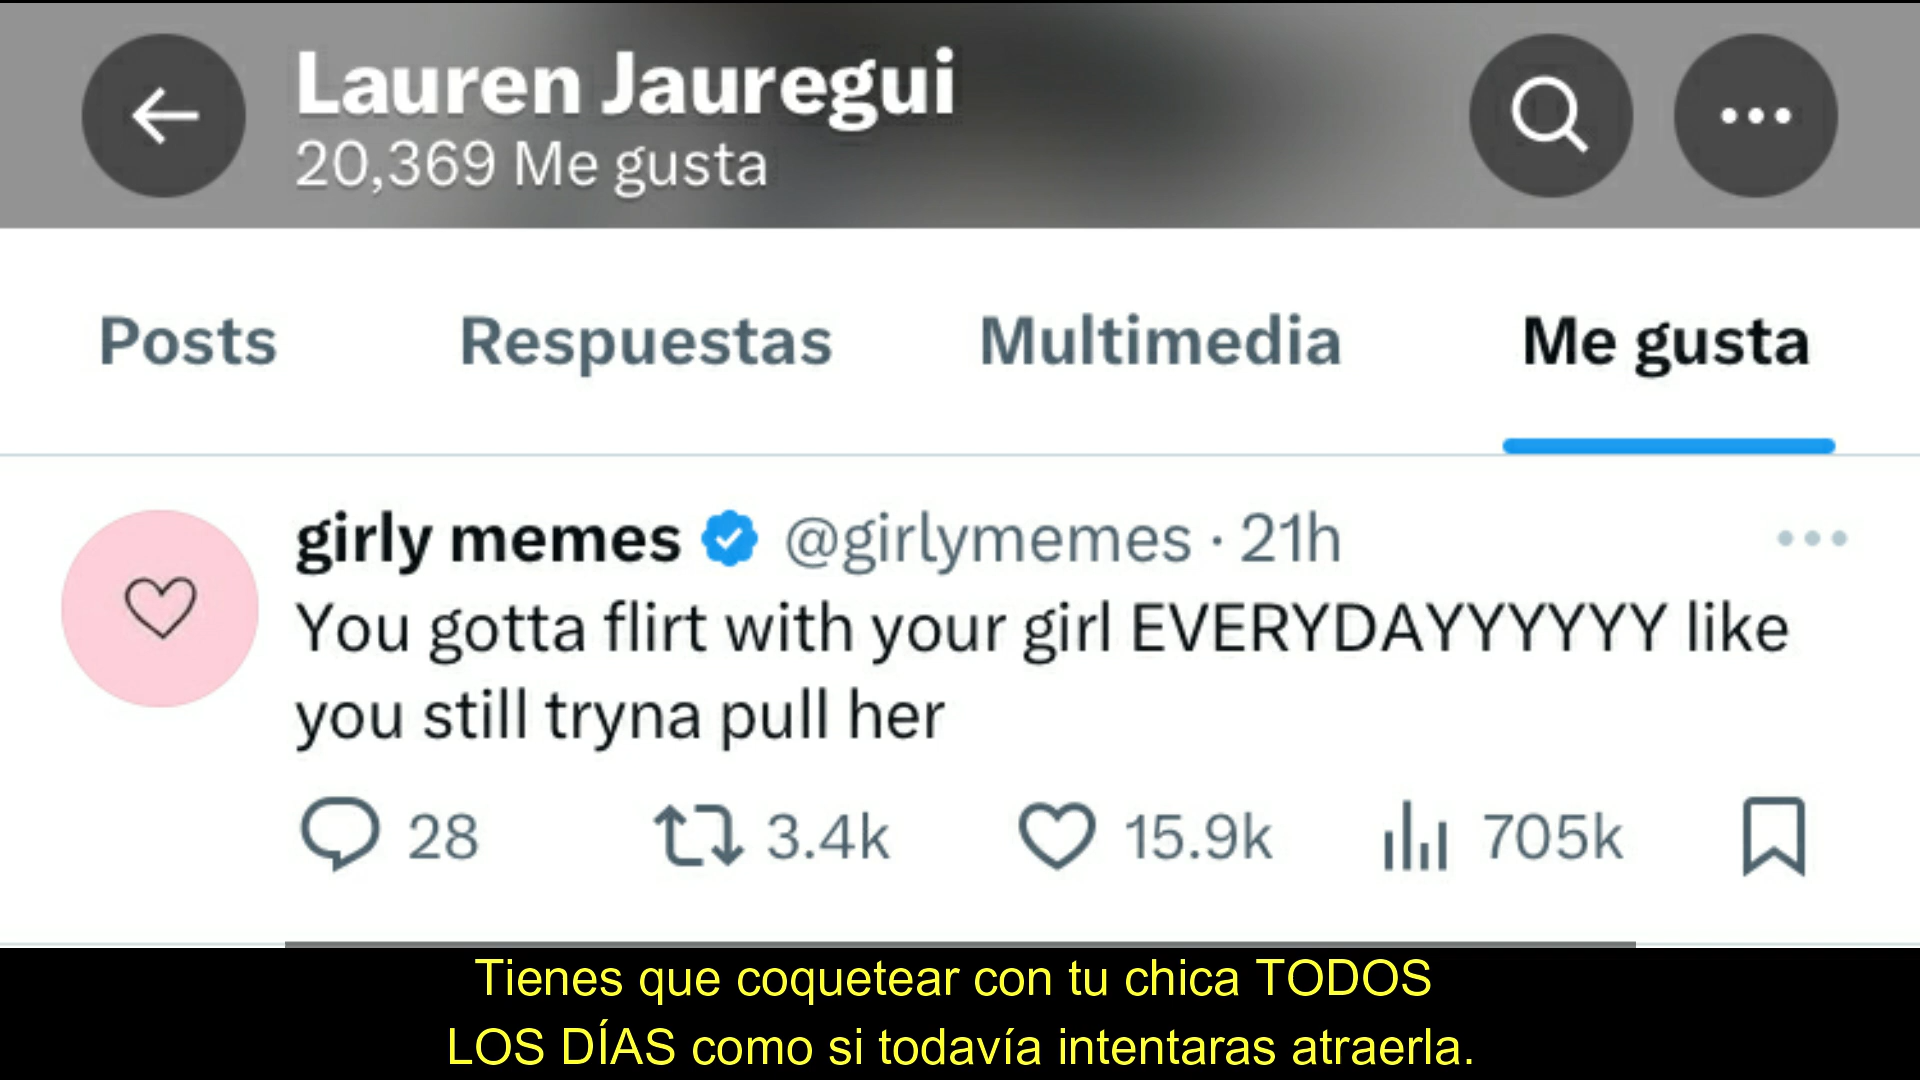 Lauren Jauregui
20,369 Me gusta
Posts Respuestas Multimedia Me gusta
girly memes @girlymemes · 21h
You gotta flirt with your girl EVERYDAYYYYYY like
you still tryna pull her
28 3.4k 15.9k 705k
Tienes que coquetear con tu chica TODOS
LOS DÍAS como si todavía intentaras atraerla.